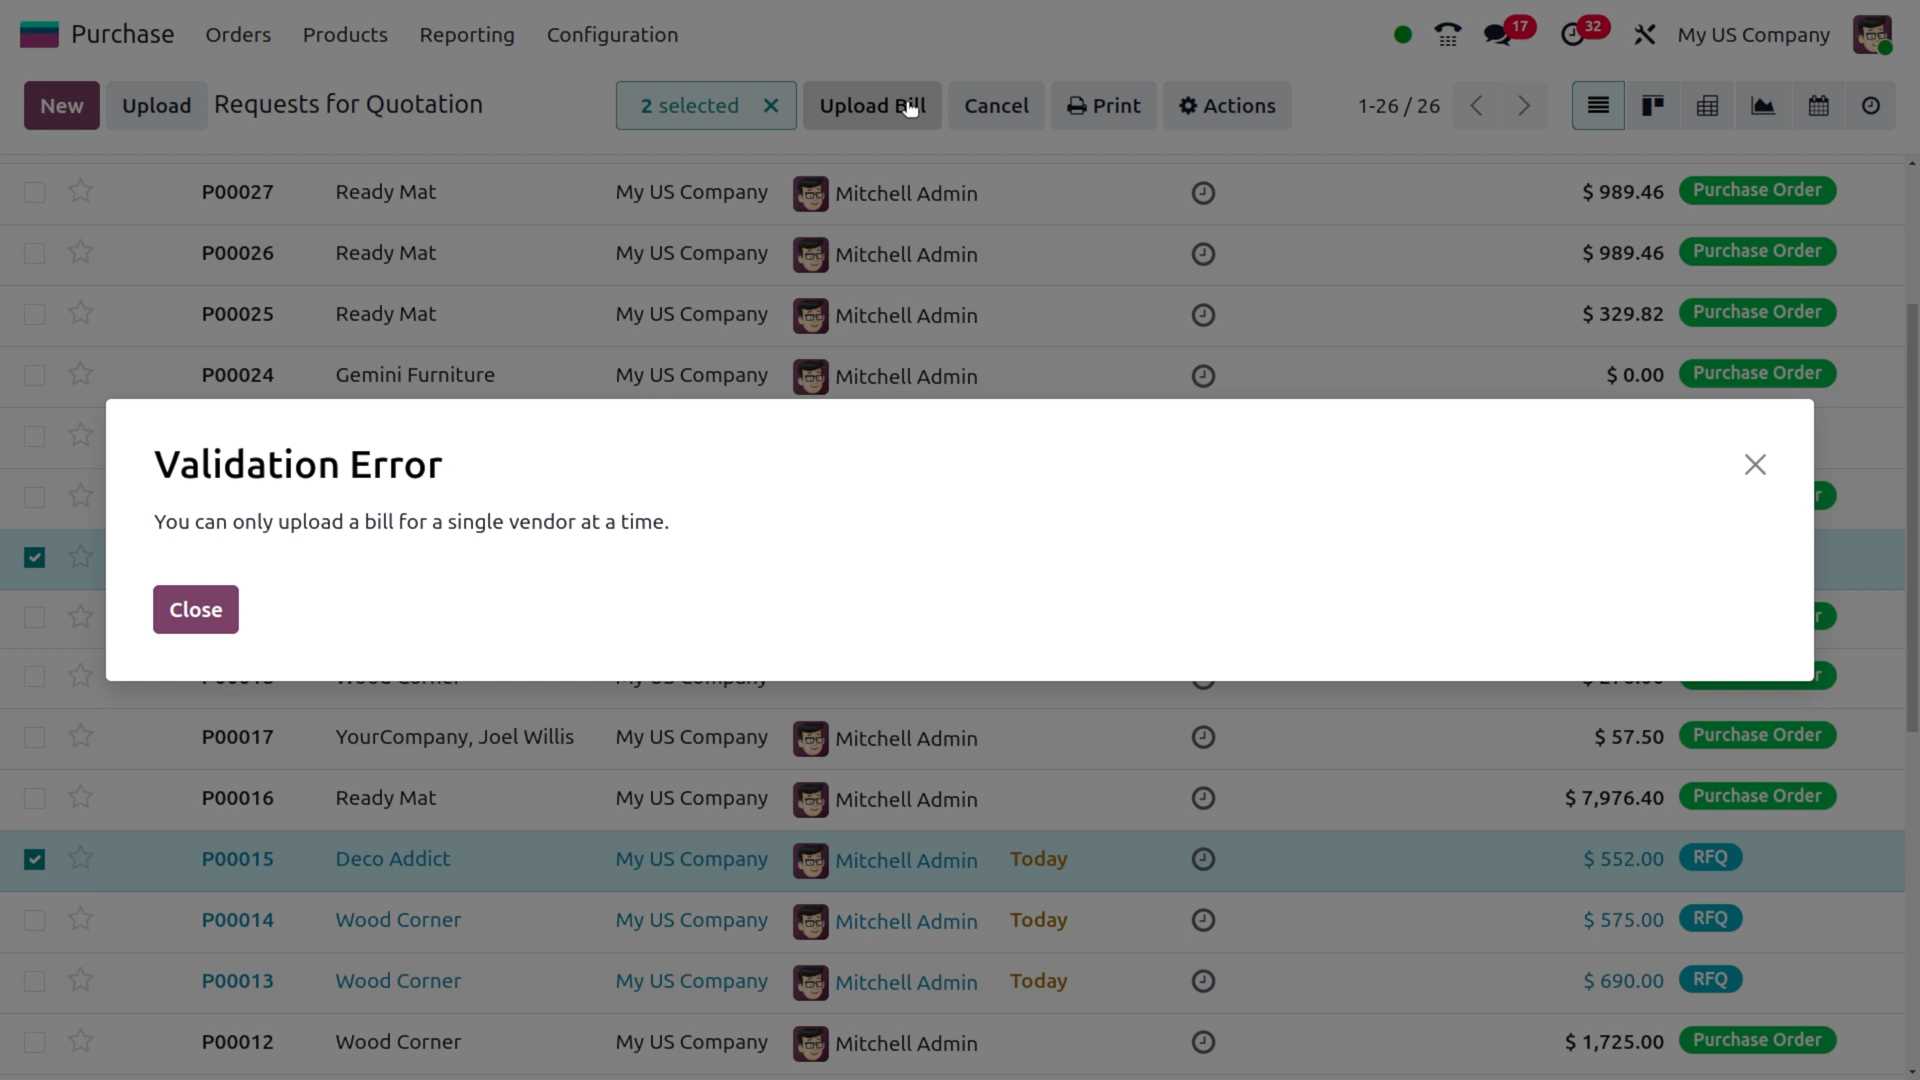 Purchase Orders Products Reporting Configuration 17 32 My US Company
New Upload Requests for Quotation 2 selected Upload Bill Cancel Print Actions 1-26 / 26
P00027 Ready Mat My US Company Mitchell Admin $ 989.46 Purchase Order
P00026 Ready Mat My US Company Mitchell Admin $ 989.46 Purchase Order
P00025 Ready Mat My US Company Mitchell Admin $ 329.82 Purchase Order
P00024 Gemini Furniture My US Company Mitchell Admin $ 0.00 Purchase Order
Validation Error
You can only upload a bill for a single vendor at a time.
Close
P00017 YourCompany, Joel Willis My US Company Mitchell Admin $ 57.50 Purchase Order
P00016 Ready Mat My US Company Mitchell Admin $ 7,976.40 Purchase Order
P00015 Deco Addict My US Company Mitchell Admin Today $ 552.00 RFQ
P00014 Wood Corner My US Company Mitchell Admin Today $ 575.00 RFQ
P00013 Wood Corner My US Company Mitchell Admin Today $ 690.00 RFQ
P00012 Wood Corner My US Company Mitchell Admin $ 1,725.00 Purchase Order